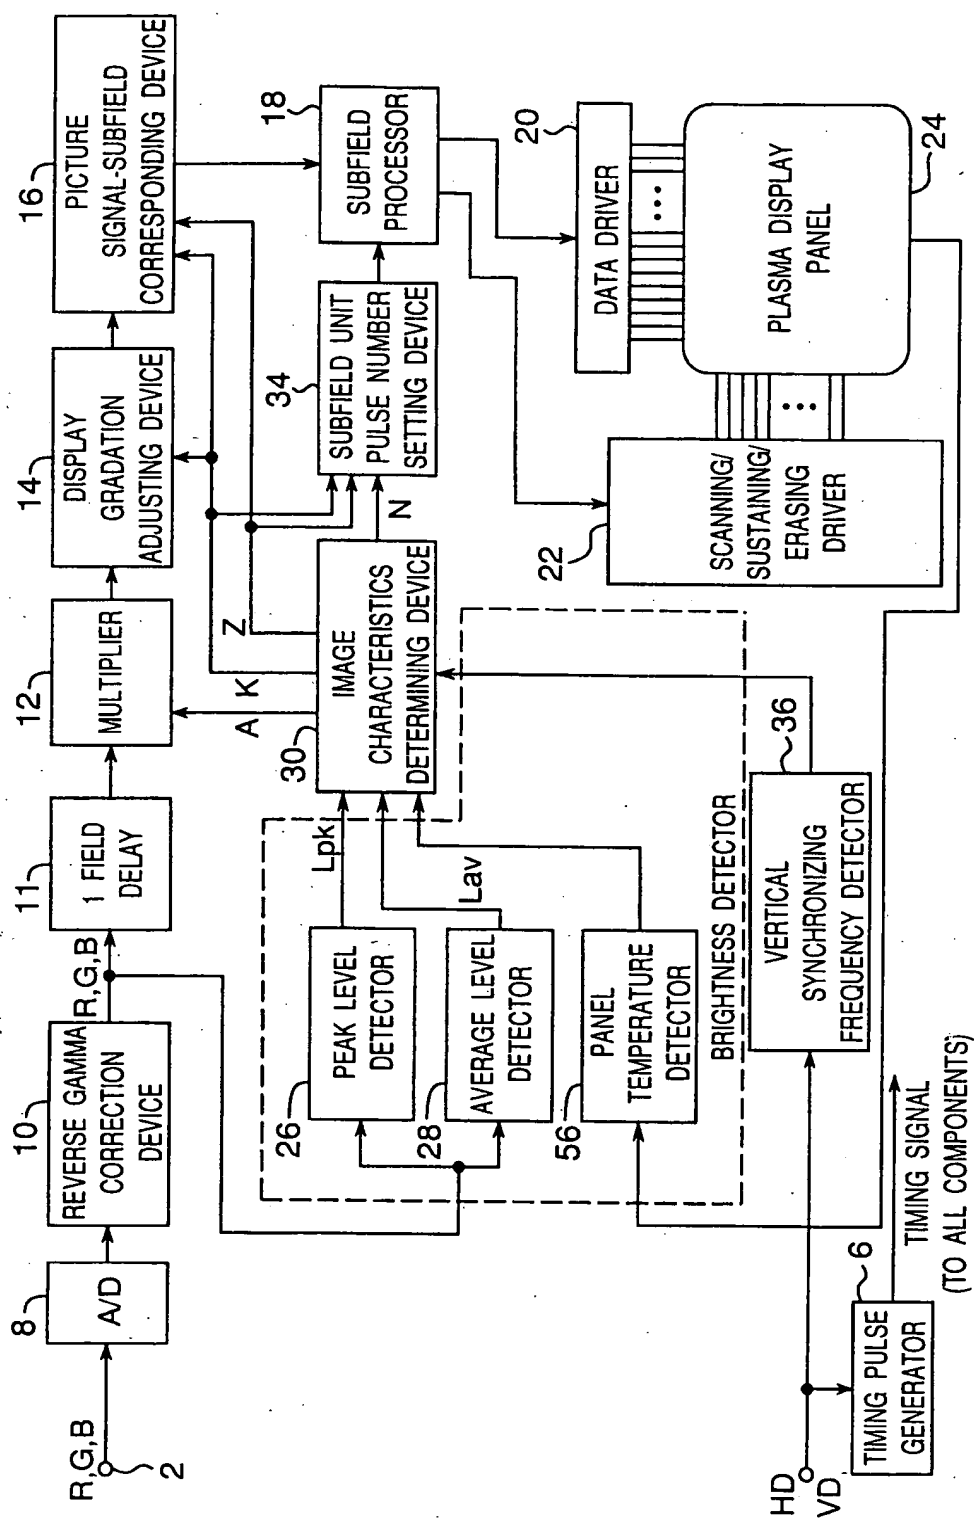 R,G,B
2
8
A/D
10
REVERSE GAMMA
CORRECTION
DEVICE
R,G,B
11
1 FIELD
DELAY
12
MULTIPLIER
14
DISPLAY
GRADATION
ADJUSTING DEVICE
16
PICTURE
SIGNAL-SUBFIELD
CORRESPONDING DEVICE
A
K
Z
26
PEAK LEVEL
DETECTOR
Lpk
28
AVERAGE LEVEL
DETECTOR
Lav
56
PANEL
TEMPERATURE
DETECTOR
BRIGHTNESS DETECTOR
30
IMAGE
CHARACTERISTICS
DETERMINING DEVICE
N
34
SUBFIELD UNIT
PULSE NUMBER
SETTING DEVICE
18
SUBFIELD
PROCESSOR
20
DATA DRIVER
22
SCANNING/
SUSTAINING/
ERASING
DRIVER
PLASMA DISPLAY
PANEL
24
36
VERTICAL
SYNCHRONIZING
FREQUENCY DETECTOR
HD
VD
6
TIMING PULSE
GENERATOR
TIMING SIGNAL
(TO ALL COMPONENTS)